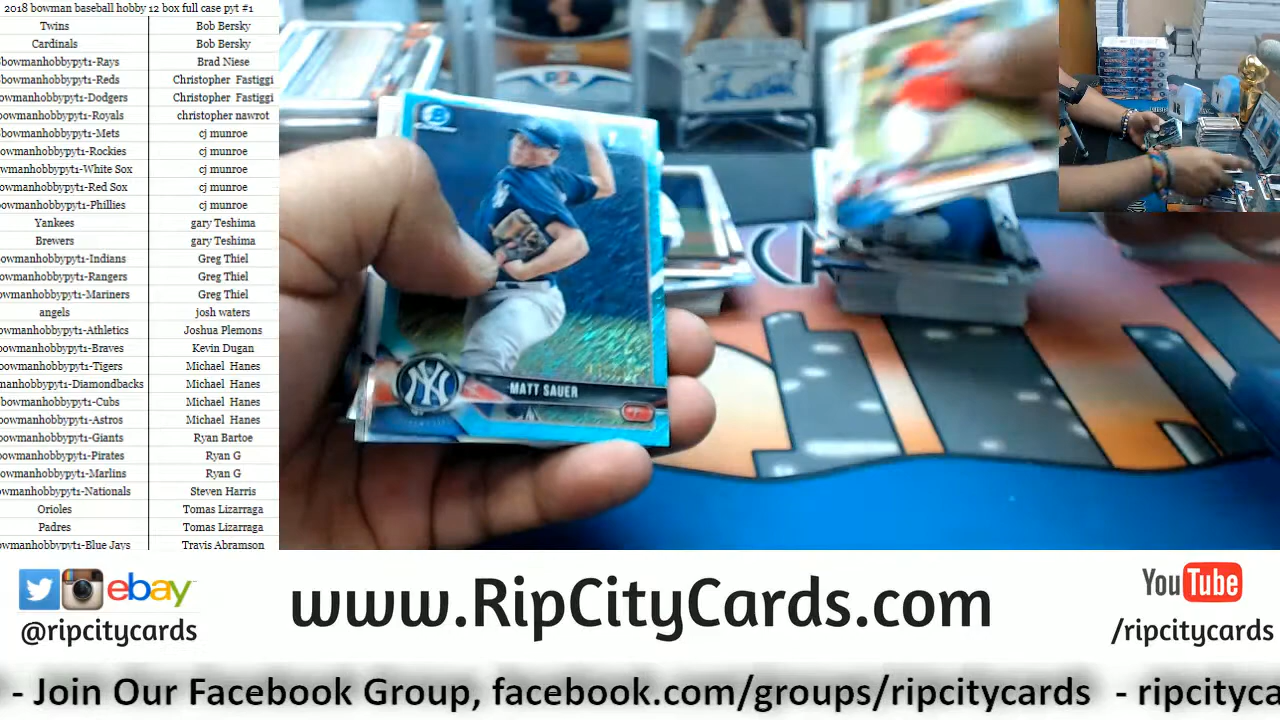 2018 bowman baseball hobby 12 box full case pyt #1
Twins Bob Bersky
Cardinals Bob Bersky
bowmanhobbypyt1-Rays Brad Niese
bowmanhobbypyt1-Reds Christopher Fastiggi
owmanhobbypyt1-Dodgers Christopher Fastiggi
owmanhobbypyt1-Royals christopher nawrot
bowmanhobbypyt1-Mets cj munroe
owmanhobbypyt1-Rockies cj munroe
wmanhobbypyt1-White Sox cj munroe
owmanhobbypyt1-Red Sox cj munroe
owmanhobbypyt1-Phillies cj munroe
Yankees gary Teshima
Brewers gary Teshima
owmanhobbypyt1-Indians Greg Thiel
owmanhobbypyt1-Rangers Greg Thiel
owmanhobbypyt1-Mariners Greg Thiel
angels josh waters
owmanhobbypyt1-Athletics Joshua Plemons
owmanhobbypyt1-Braves Kevin Dugan
owmanhobbypyt1-Tigers Michael Hanes
manhobbypyt1-Diamondbacks Michael Hanes
owmanhobbypyt1-Cubs Michael Hanes
owmanhobbypyt1-Astros Michael Hanes
owmanhobbypyt1-Giants Ryan Bartoe
owmanhobbypyt1-Pirates Ryan G
owmanhobbypyt1-Marlins Ryan G
owmanhobbypyt1-Nationals Steven Harris
Orioles Tomas Lizarraga
Padres Tomas Lizarraga
owmanhobbypyt1-Blue Jays Travis Abramson
MATT SAUER
ebay
@ripcitycards
www.RipCityCards.com
YouTube
/ripcitycards
- Join Our Facebook Group, facebook.com/groups/ripcitycards - ripcityca